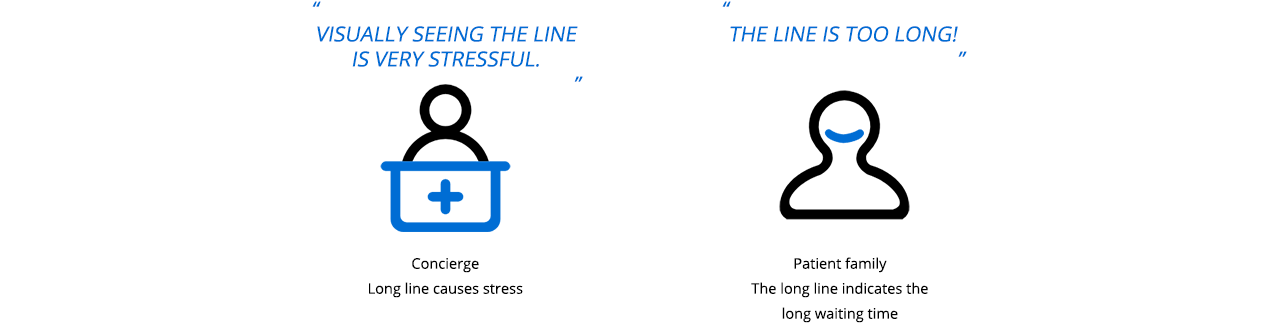 “
VISUALLY SEEING THE LINE
IS VERY STRESSFUL.
”
Concierge
Long line causes stress
“
THE LINE IS TOO LONG!
”
Patient family
The long line indicates the
long waiting time